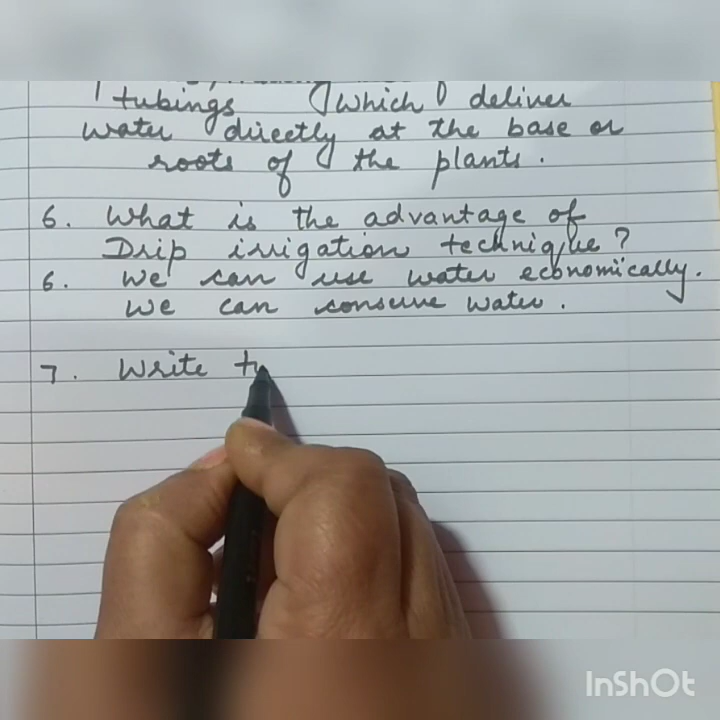 tubings which deliver
water directly at the base or
roots of the plants.
6. What is the advantage of
Drip irrigation technique?
6. We can use water economically.
We can conserve water.
7. Write tw
InShOt